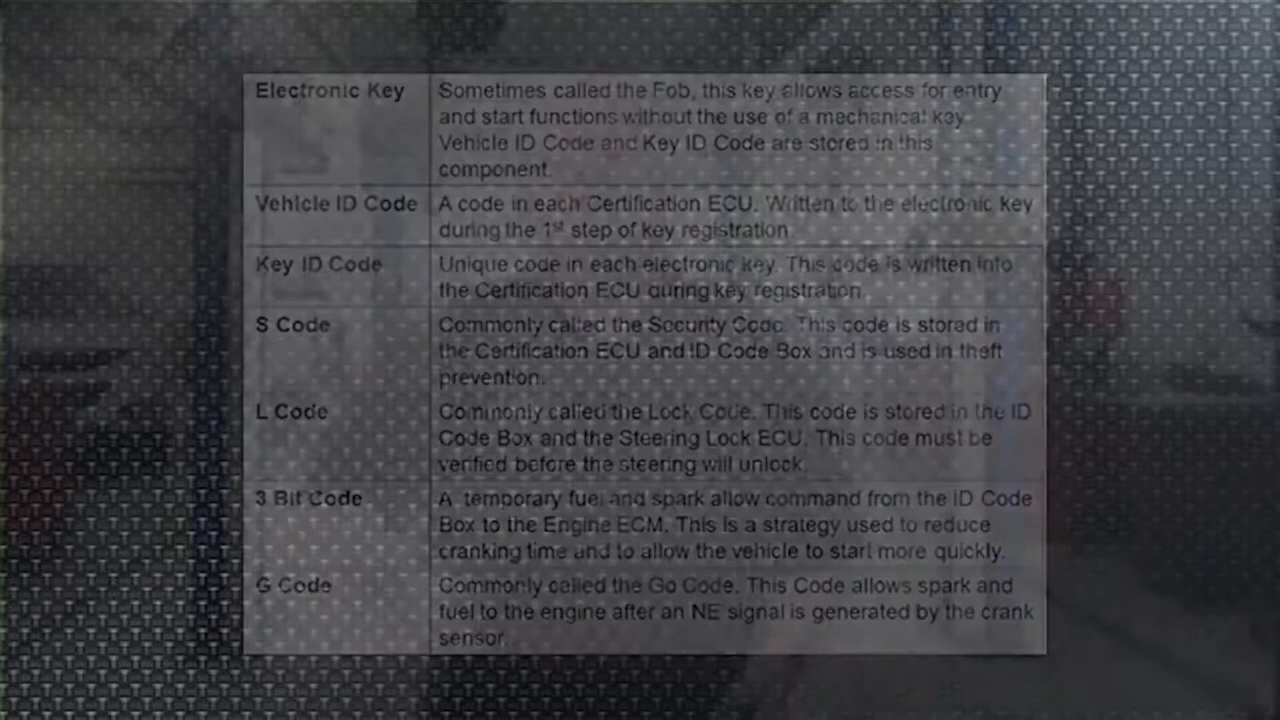 Electronic Key
Sometimes called the Fob, this key allows access for entry
and start functions without the use of a mechanical key
Vehicle ID Code and Key ID Code are stored in this
component.
Vehicle ID Code
A code in each Certification ECU. Written to the electronic key
during the 1st step of key registration
Key ID Code
Unique code in each electronic key. This code is written into
the Certification ECU during key registration
S Code
Commonly called the Security Code. This code is stored in
the Certification ECU and ID Code Box and is used in theft
prevention.
L Code
Commonly called the Lock Code. This code is stored in the ID
Code Box and the Steering Lock ECU. This code must be
verified before the steering will unlock.
3 Bit Code
A temporary fuel and spark allow command from the ID Code
Box to the Engine ECM. This is a strategy used to reduce
cranking time and to allow the vehicle to start more quickly.
G Code
Commonly called the Go Code. This Code allows spark and
fuel to the engine after an NE signal is generated by the crank
sensor.